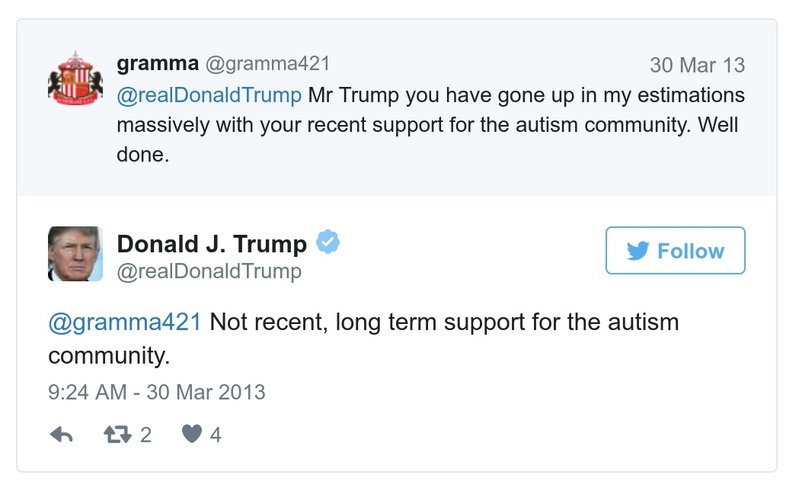 gramma @gramma421
30 Mar 13
@realDonaldTrump Mr Trump you have gone up in my estimations
massively with your recent support for the autism community. Well
done.
Donald J. Trump
@realDonaldTrump
Follow
@gramma421 Not recent, long term support for the autism
community.
9:24 AM - 30 Mar 2013
2
4